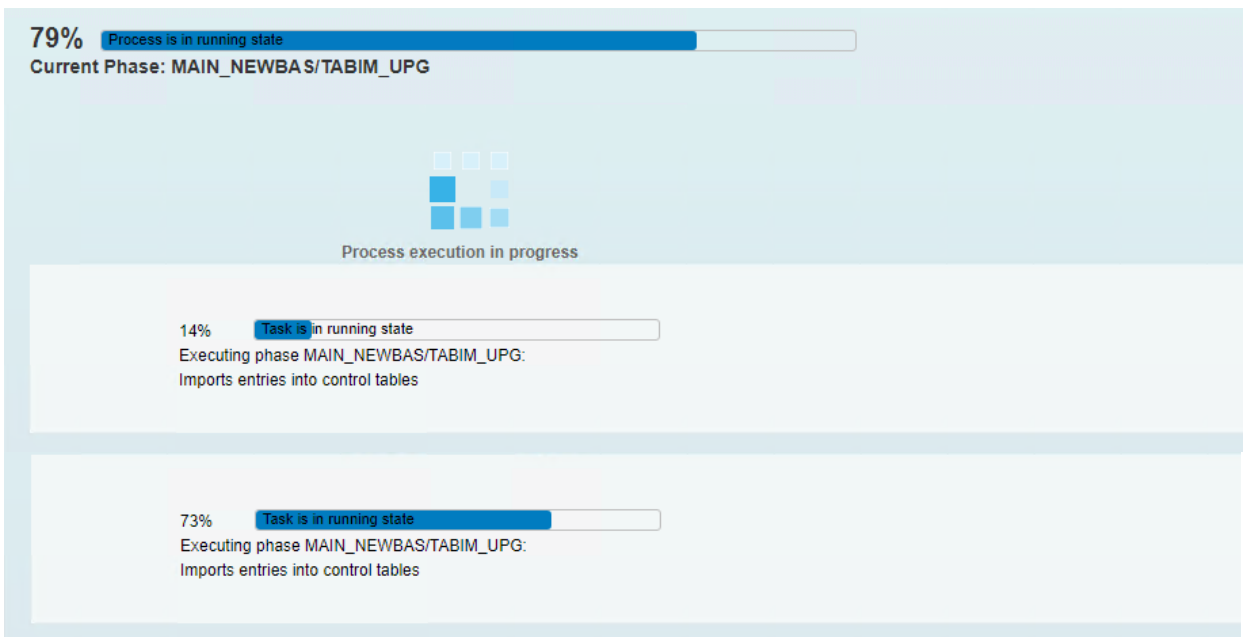 79% Process is in running state
Current Phase: MAIN_NEWBAS/TABIM_UPG
Process execution in progress
14% Task is in running state
Executing phase MAIN_NEWBAS/TABIM_UPG:
Imports entries into control tables
73% Task is in running state
Executing phase MAIN_NEWBAS/TABIM_UPG:
Imports entries into control tables